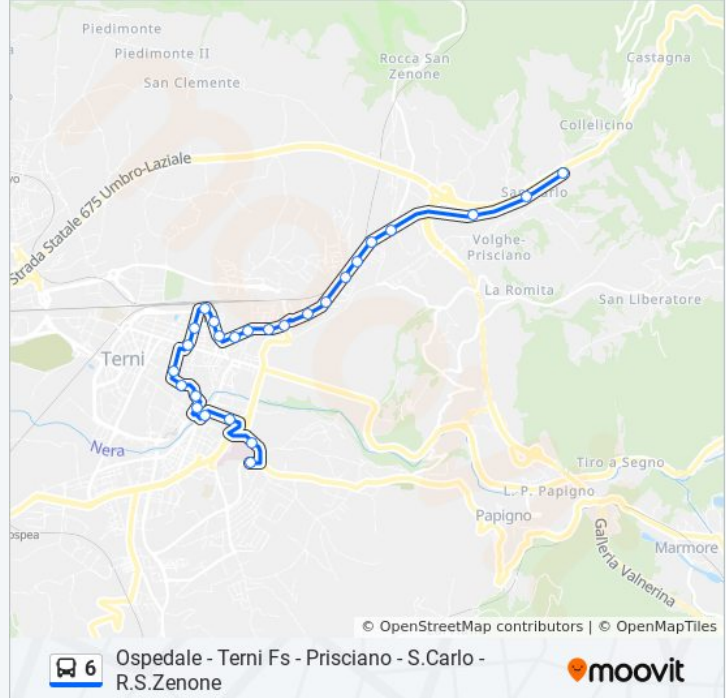 Piedimonte
Piedimonte II
San Clemente
Rocca San
Zenone
Castagna
Collelicino
Strada Statale 675 Umbro-Laziale
Volghe-
Prisciano
La Romita
San Liberatore
Terni
Nera
Tiro a Segno
L. P. Papigno
Papigno
Galleria Valnerina
Marmore
© OpenStreetMap contributors | © OpenMapTiles
6
Ospedale - Terni Fs - Prisciano - S.Carlo -
R.S.Zenone
moovit